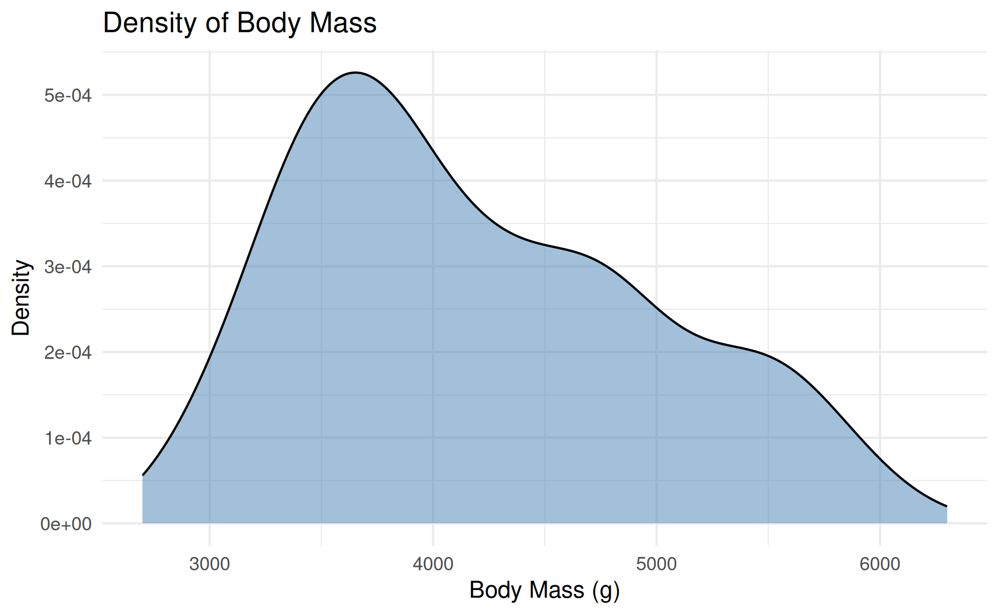 Density of Body Mass
Density
5e-04
4e-04
3e-04
2e-04
1e-04
0e+00
3000 4000 5000 6000
Body Mass (g)